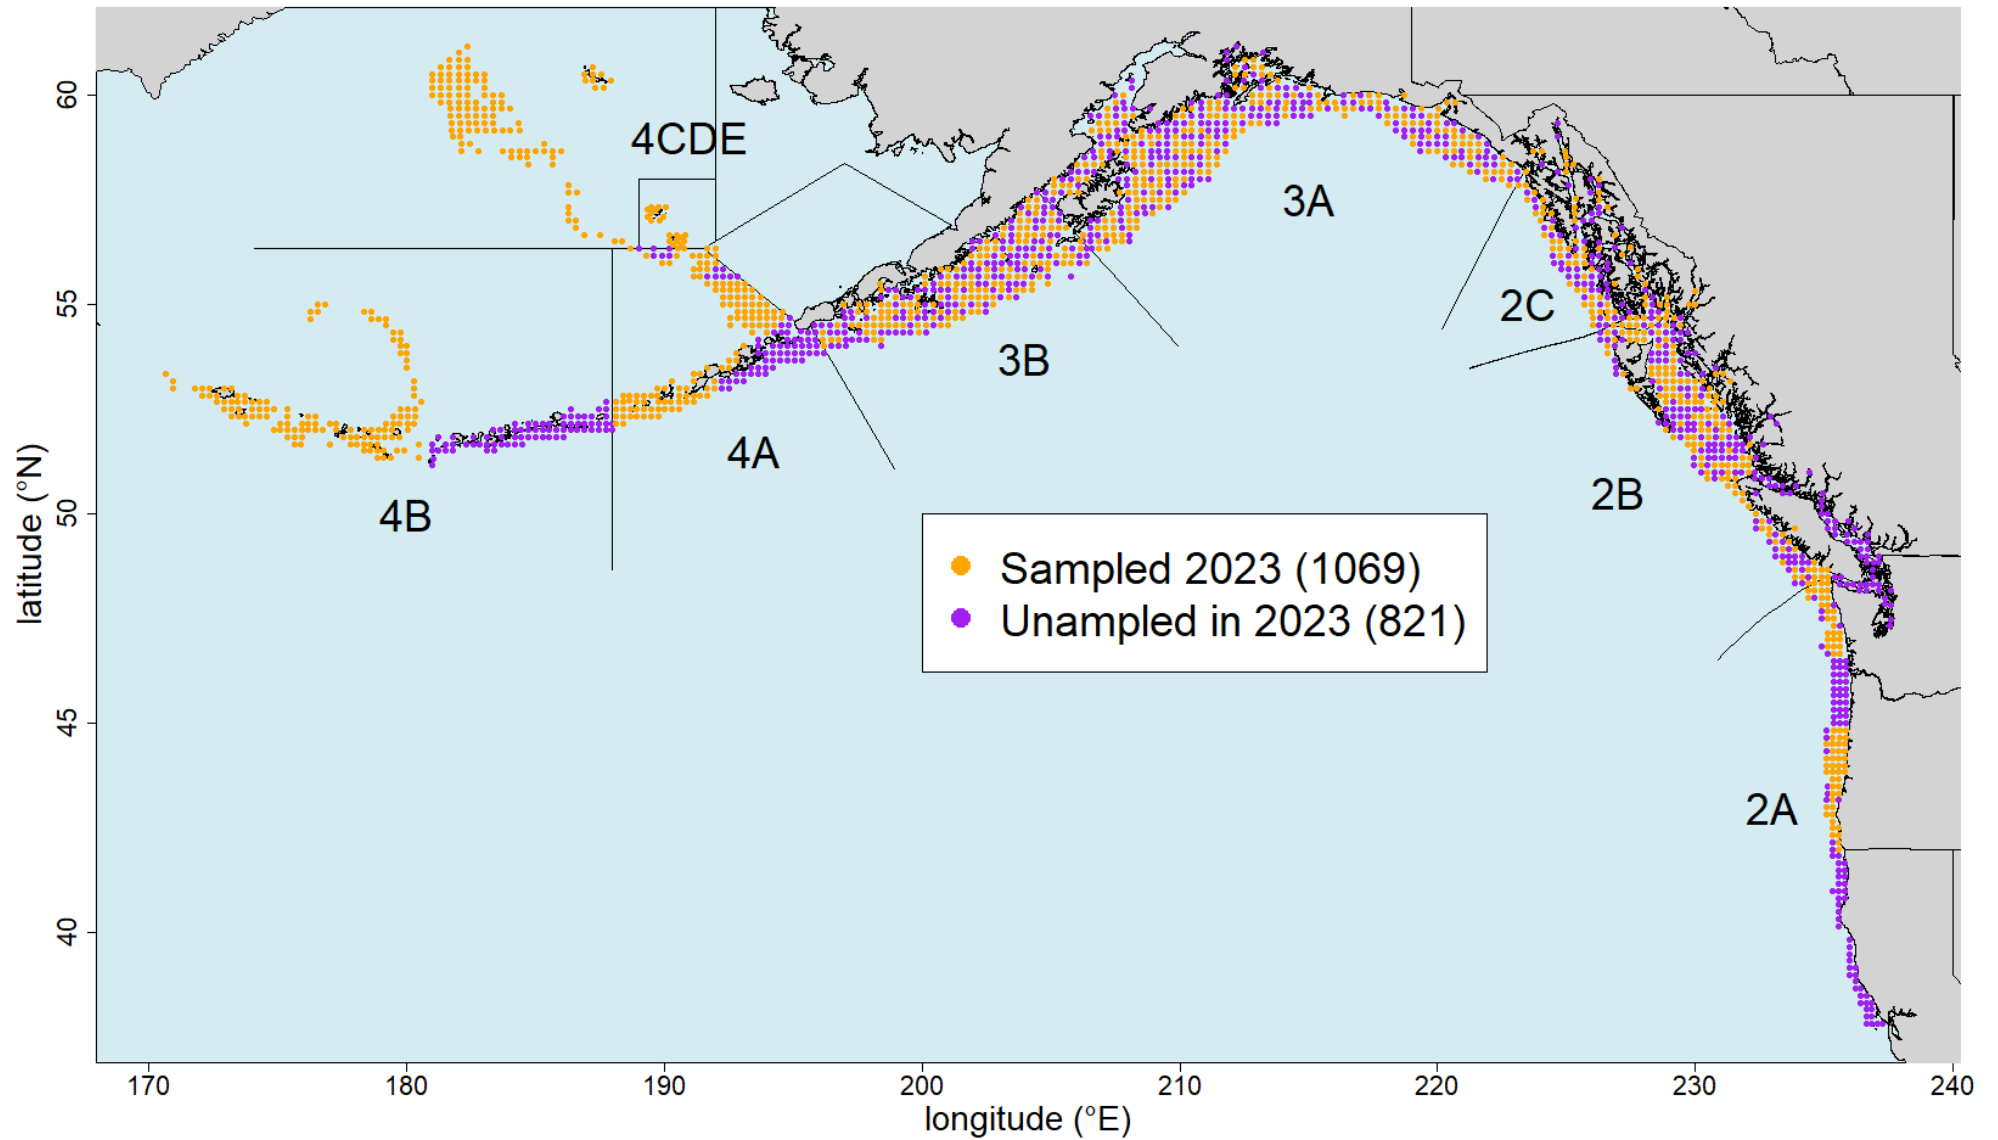 60
55
50
45
40
latitude (°N)
4CDE
3A
2C
3B
4A
2B
4B
Sampled 2023 (1069)
Unampled in 2023 (821)
2A
170
180
190
200
210
220
230
240
longitude (°E)